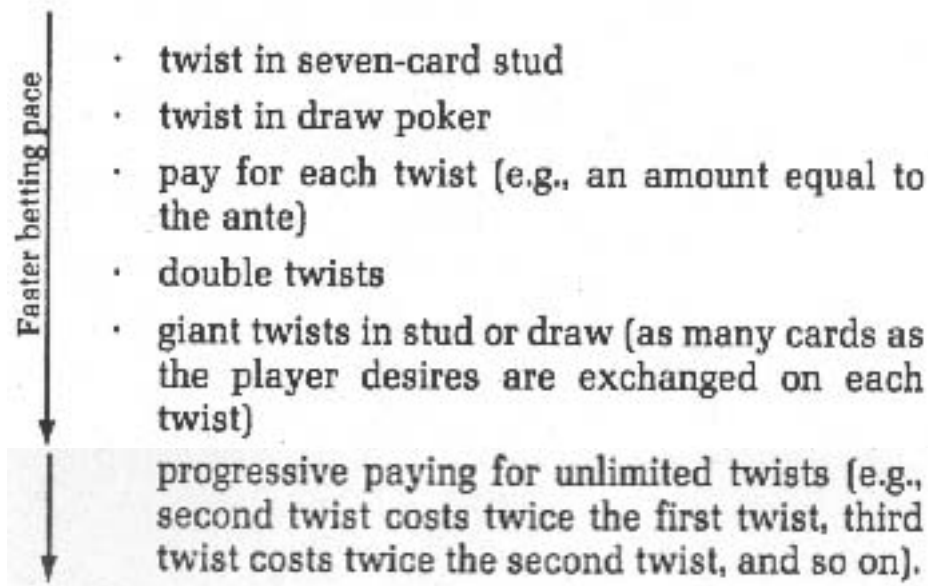 Faster betting pace
· twist in seven-card stud
· twist in draw poker
· pay for each twist (e.g., an amount equal to
the ante)
· double twists
· giant twists in stud or draw (as many cards as
the player desires are exchanged on each
twist)
progressive paying for unlimited twists (e.g.,
second twist costs twice the first twist, third
twist costs twice the second twist, and so on).